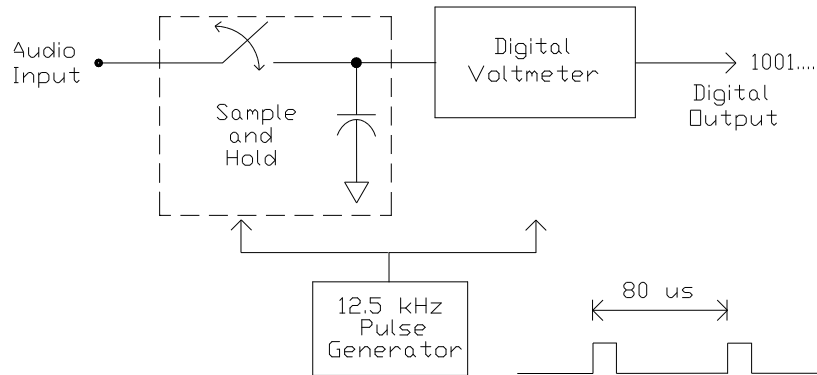 Audio
Input
Sample
and
Hold
Digital
Voltmeter
1001....
Digital
Output
12.5 kHz
Pulse
Generator
80 us